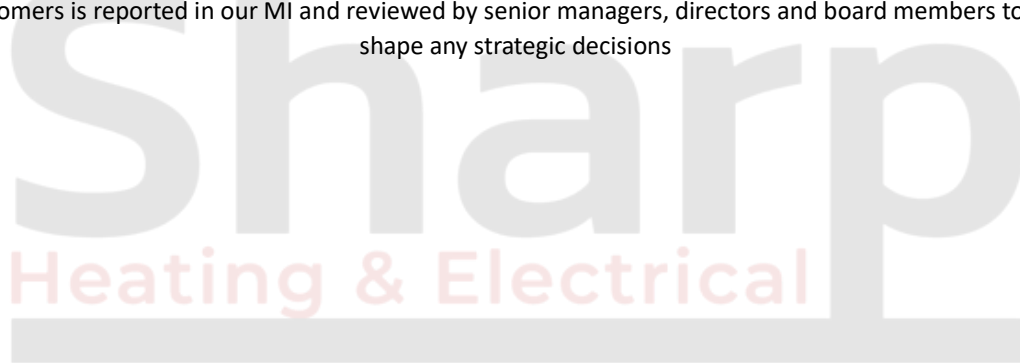 omers is reported in our MI and reviewed by senior managers, directors and board members to
shape any strategic decisions
Sharp
Heating & Electrical